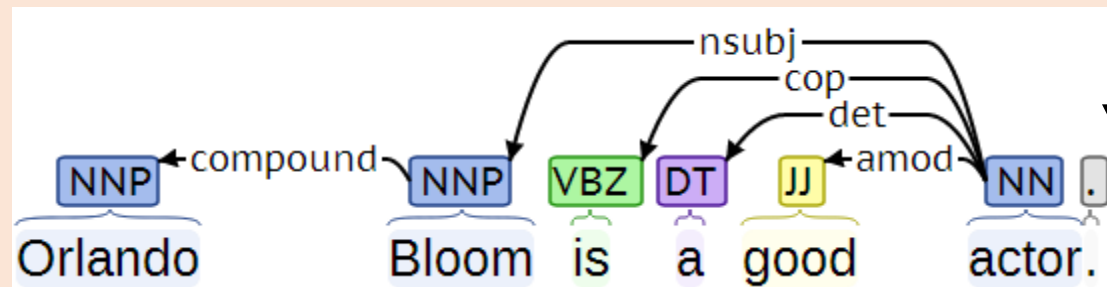 nsubj
cop
det
compound amod
NNP NNP VBZ DT JJ NN .
Orlando Bloom is a good actor.